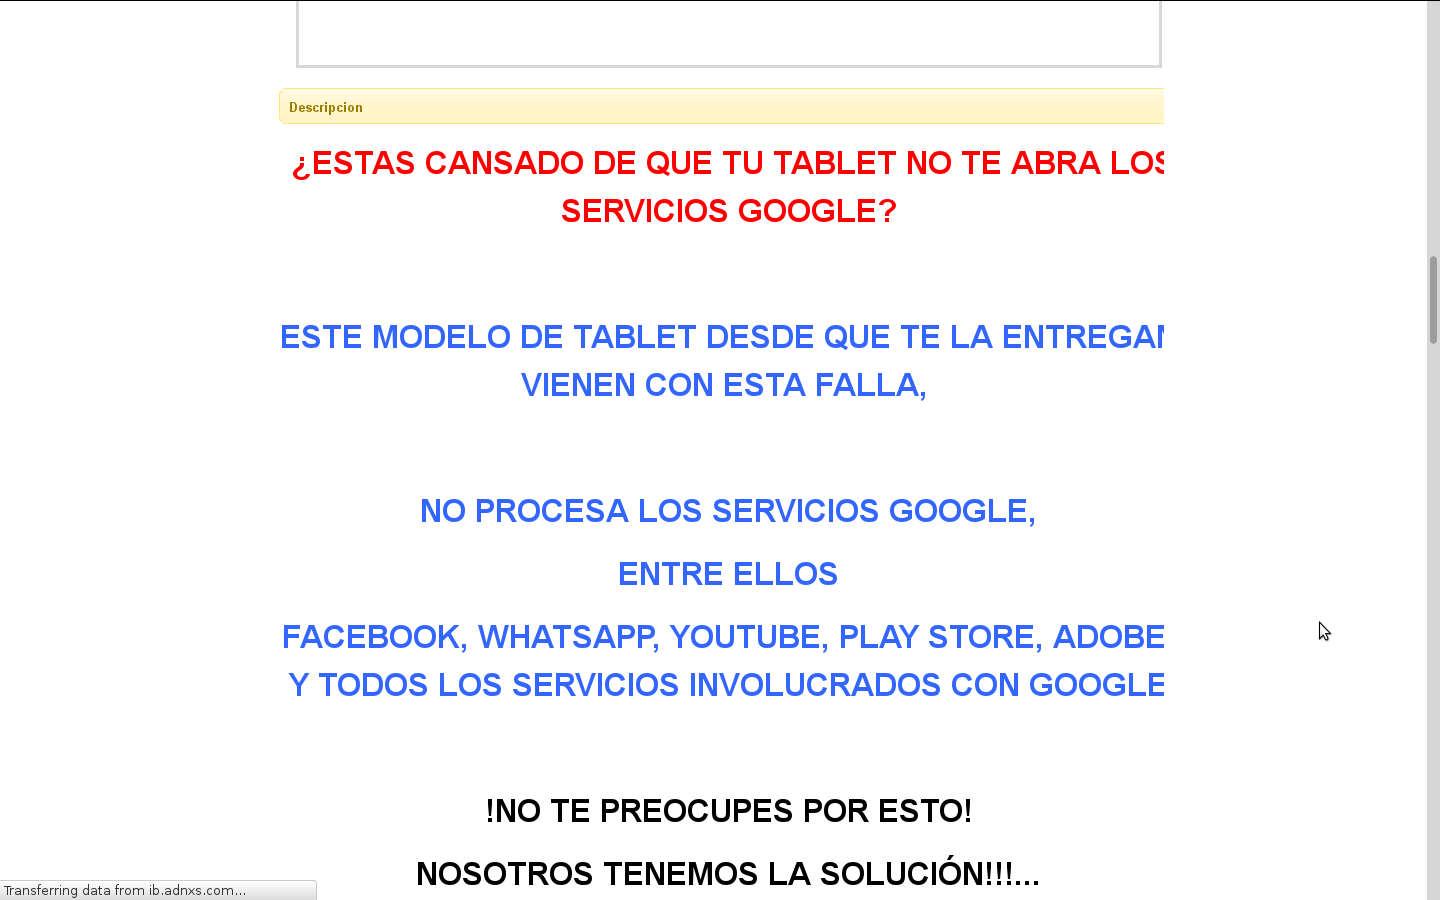 Descripcion
¿ESTAS CANSADO DE QUE TU TABLET NO TE ABRA LOS
SERVICIOS GOOGLE?
ESTE MODELO DE TABLET DESDE QUE TE LA ENTREGAN
VIENEN CON ESTA FALLA,
NO PROCESA LOS SERVICIOS GOOGLE,
ENTRE ELLOS
FACEBOOK, WHATSAPP, YOUTUBE, PLAY STORE, ADOBE
Y TODOS LOS SERVICIOS INVOLUCRADOS CON GOOGLE
!NO TE PREOCUPES POR ESTO!
NOSOTROS TENEMOS LA SOLUCIÓN!!!...
Transferring data from ib.adnxs.com...